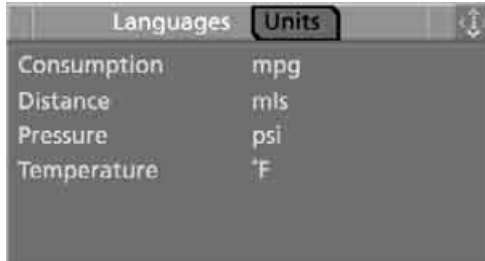 Languages Units
Consumption mpg
Distance mls
Pressure psi
Temperature °F